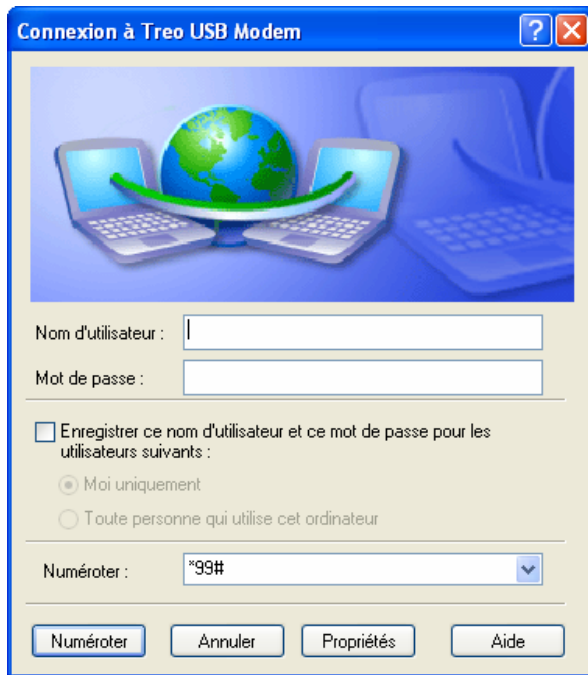 Connexion à Treo USB Modem
Nom d'utilisateur :
Mot de passe :
Enregistrer ce nom d'utilisateur et ce mot de passe pour les
utilisateurs suivants :
Moi uniquement
Toute personne qui utilise cet ordinateur
Numéroter : *99#
Numéroter Annuler Propriétés Aide